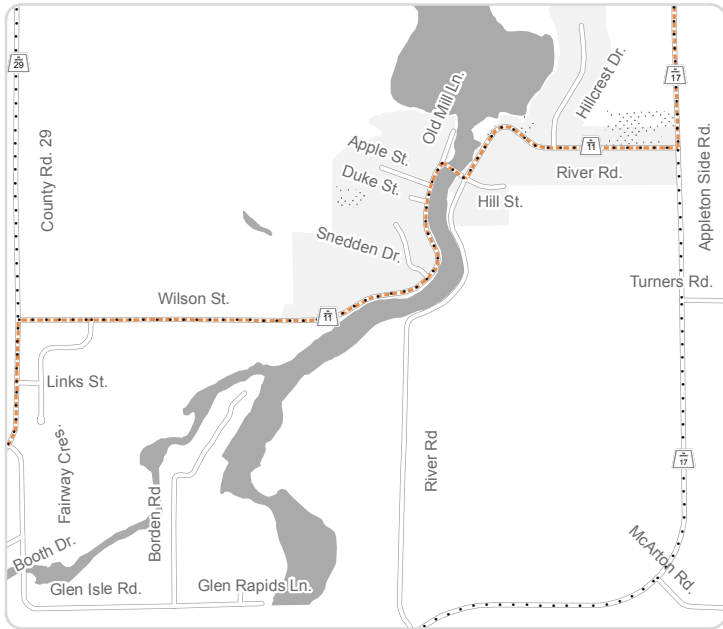 29
17
Old Mill Ln.
Hillcrest Dr.
Apple St.
11
Duke St.
River Rd.
Hill St.
County Rd. 29
Appleton Side Rd.
Snedden Dr.
Turners Rd.
Wilson St.
11
Links St.
Fairway Cres.
River Rd
17
Borden Rd
Booth Dr.
McArton Rd.
Glen Isle Rd.
Glen Rapids Ln.